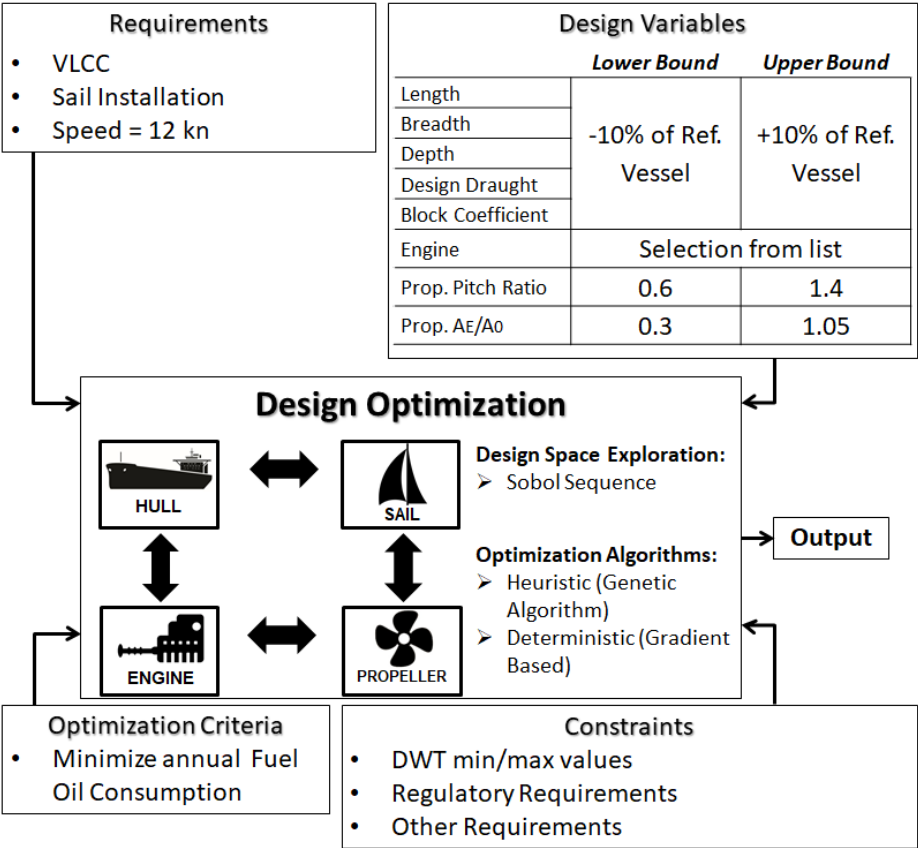 Requirements
• VLCC
• Sail Installation
• Speed = 12 kn
Design Variables
Lower Bound Upper Bound
Length
Breadth
Depth
Design Draught
Block Coefficient
-10% of Ref.
Vessel
+10% of Ref.
Vessel
Engine Selection from list
Prop. Pitch Ratio 0.6 1.4
Prop. AE/A0 0.3 1.05
Design Optimization
HULL
SAIL
ENGINE
PROPELLER
Design Space Exploration:
➢ Sobol Sequence
Optimization Algorithms:
➢ Heuristic (Genetic
Algorithm)
➢ Deterministic (Gradient
Based)
Output
Optimization Criteria
• Minimize annual Fuel
Oil Consumption
Constraints
• DWT min/max values
• Regulatory Requirements
• Other Requirements